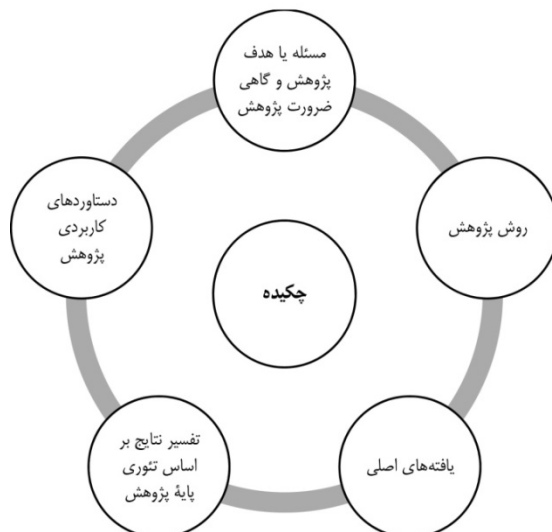 مسئله یا هدف
پژوهش و گاهی
ضرورت پژوهش
روش پژوهش
یافته‌های اصلی
تفسیر نتایج بر
اساس تئوری
پایۀ پژوهش
دستاوردهای
کاربردی
پژوهش
چکیده